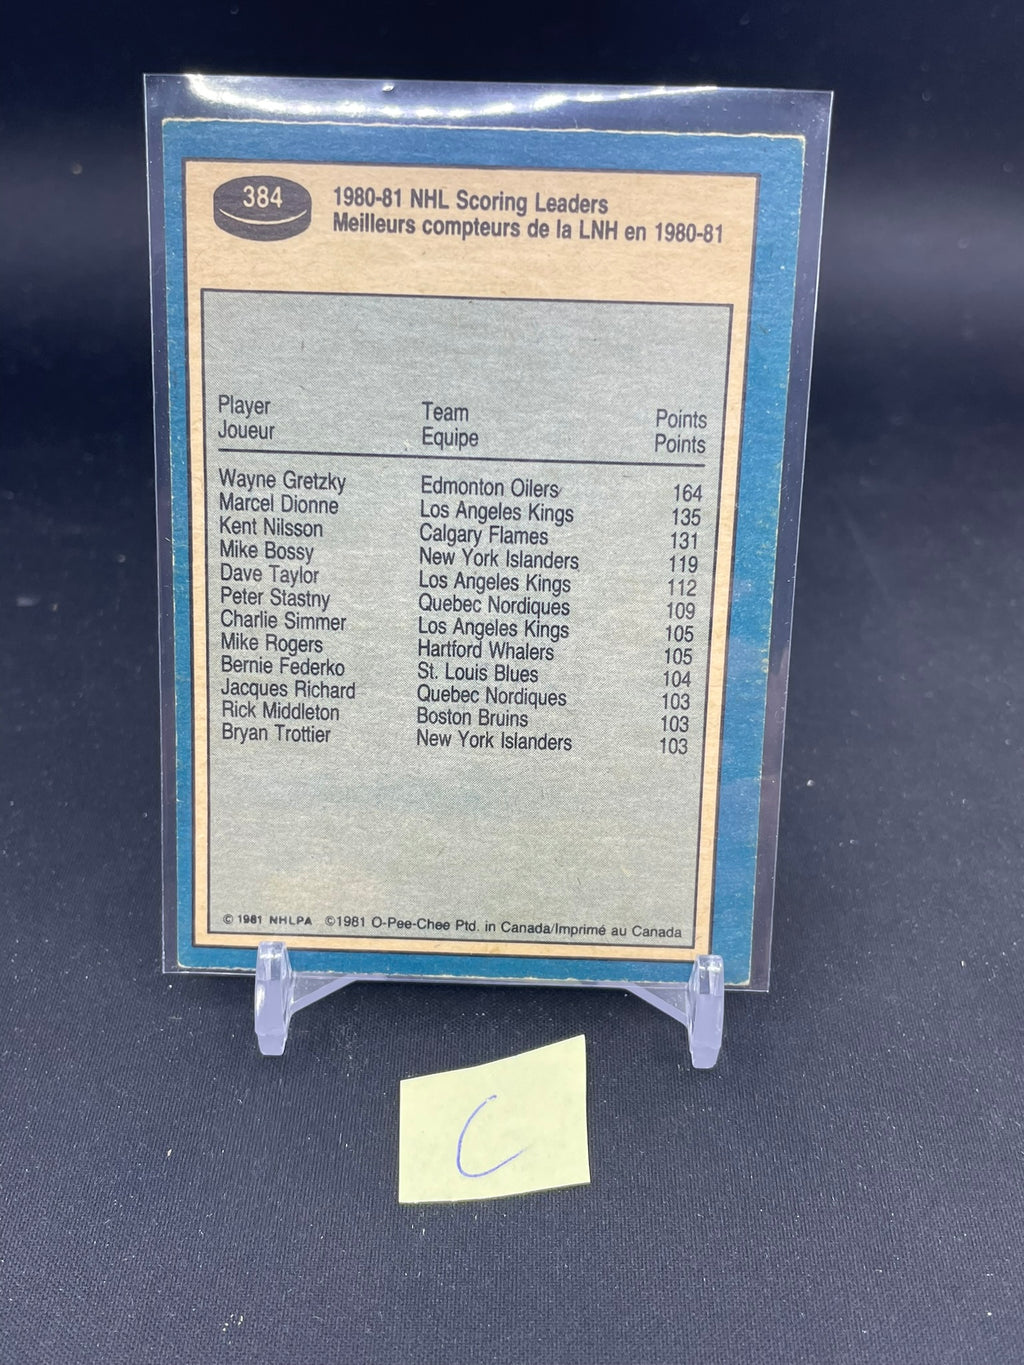 384
1980-81 NHL Scoring Leaders
Meilleurs compteurs de la LNH en 1980-81
Player Team Points
Joueur Equipe Points
Wayne Gretzky Edmonton Oilers 164
Marcel Dionne Los Angeles Kings 135
Kent Nilsson Calgary Flames 131
Mike Bossy New York Islanders 119
Dave Taylor Los Angeles Kings 112
Peter Stastny Quebec Nordiques 109
Charlie Simmer Los Angeles Kings 105
Mike Rogers Hartford Whalers 105
Bernie Federko St. Louis Blues 104
Jacques Richard Quebec Nordiques 103
Rick Middleton Boston Bruins 103
Bryan Trottier New York Islanders 103
© 1981 NHLPA ©1981 O-Pee-Chee Ptd. in Canada/Imprimé au Canada
C